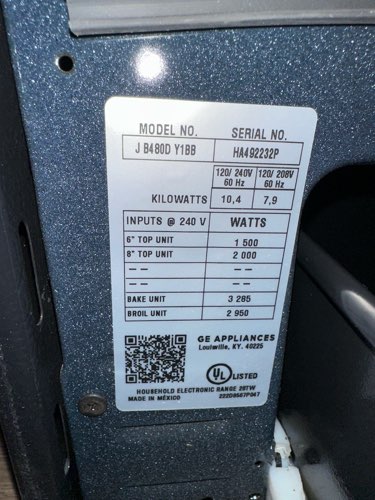 MODEL NO. SERIAL NO.
J B480D Y1BB HA492232P
120/ 240V 120/ 208V
60 Hz 60 Hz
KILOWATTS 10,4 7,9
INPUTS @ 240 V WATTS
6" TOP UNIT 1 500
8" TOP UNIT 2 000
-- --
-- --
BAKE UNIT 3 285
BROIL UNIT 2 950
GE APPLIANCES
Louisville, KY. 40225
UL LISTED
HOUSEHOLD ELECTRONIC RANGE 20TW
MADE IN MÉXICO 222D9567P047